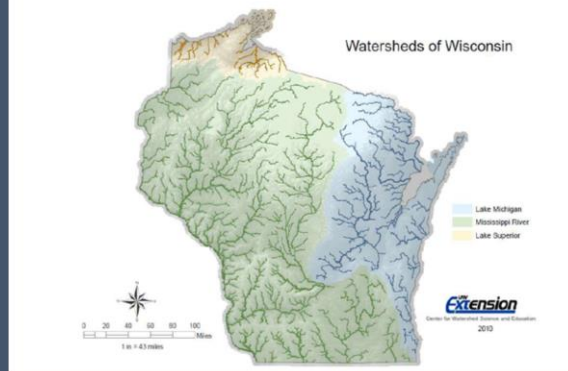 Watersheds of Wisconsin
Lake Michigan
Mississippi River
Lake Superior
Extension
Center for Watershed Science and Education
2010
0 20 40 60 80 100
Miles
1 in = 43 miles